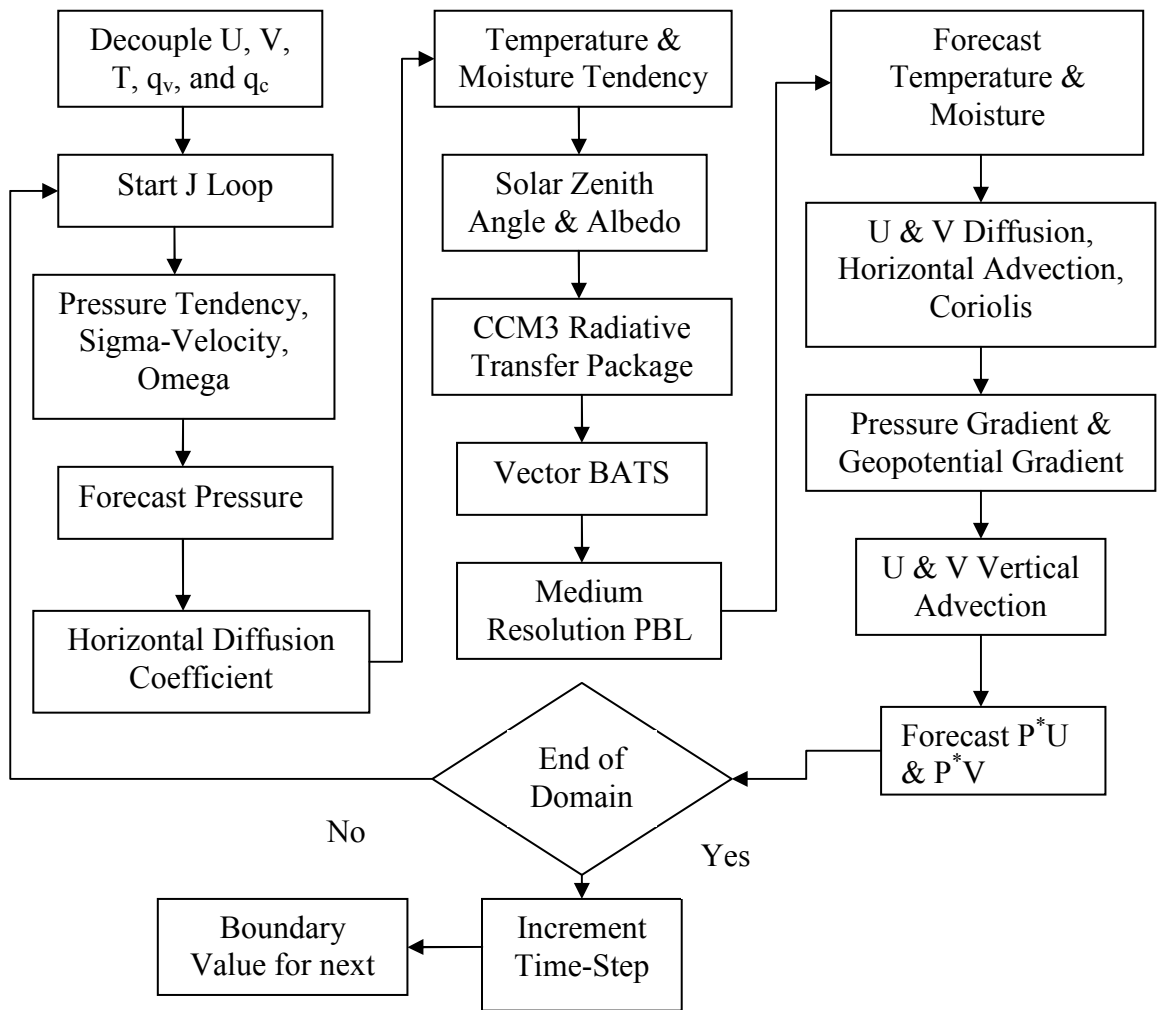 Decouple U, V,
T, qv, and qc
Start J Loop
Pressure Tendency,
Sigma-Velocity,
Omega
Forecast Pressure
Horizontal Diffusion
Coefficient
Temperature &
Moisture Tendency
Solar Zenith
Angle & Albedo
CCM3 Radiative
Transfer Package
Vector BATS
Medium
Resolution PBL
Forecast
Temperature &
Moisture
U & V Diffusion,
Horizontal Advection,
Coriolis
Pressure Gradient &
Geopotential Gradient
U & V Vertical
Advection
Forecast P*U
& P*V
End of
Domain
No
Yes
Increment
Time-Step
Boundary
Value for next